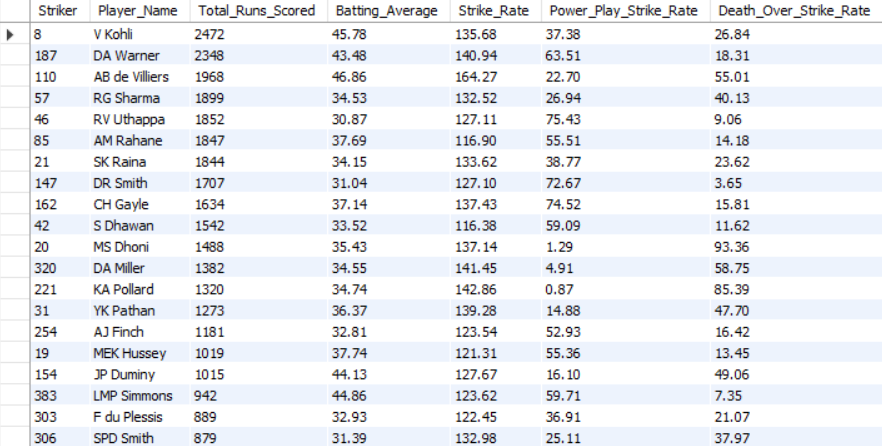 Striker Player_Name Total_Runs_Scored Batting_Average Strike_Rate Power_Play_Strike_Rate Death_Over_Strike_Rate
8 V Kohli 2472 45.78 135.68 37.38 26.84
187 DA Warner 2348 43.48 140.94 63.51 18.31
110 AB de Villiers 1968 46.86 164.27 22.70 55.01
57 RG Sharma 1899 34.53 132.52 26.94 40.13
46 RV Uthappa 1852 30.87 127.11 75.43 9.06
85 AM Rahane 1847 37.69 116.90 55.51 14.18
21 SK Raina 1844 34.15 133.62 38.77 23.62
147 DR Smith 1707 31.04 127.10 72.67 3.65
162 CH Gayle 1634 37.14 137.43 74.52 15.81
42 S Dhawan 1542 33.52 116.38 59.09 11.62
20 MS Dhoni 1488 35.43 137.14 1.29 93.36
320 DA Miller 1382 34.55 141.45 4.91 58.75
221 KA Pollard 1320 34.74 142.86 0.87 85.39
31 YK Pathan 1273 36.37 139.28 14.88 47.70
254 AJ Finch 1181 32.81 123.54 52.93 16.42
19 MEK Hussey 1019 37.74 121.31 55.36 13.45
154 JP Duminy 1015 44.13 127.67 16.10 49.06
383 LMP Simmons 942 44.86 123.62 59.71 7.35
303 F du Plessis 889 32.93 122.45 36.91 21.07
306 SPD Smith 879 31.39 132.98 25.11 37.97